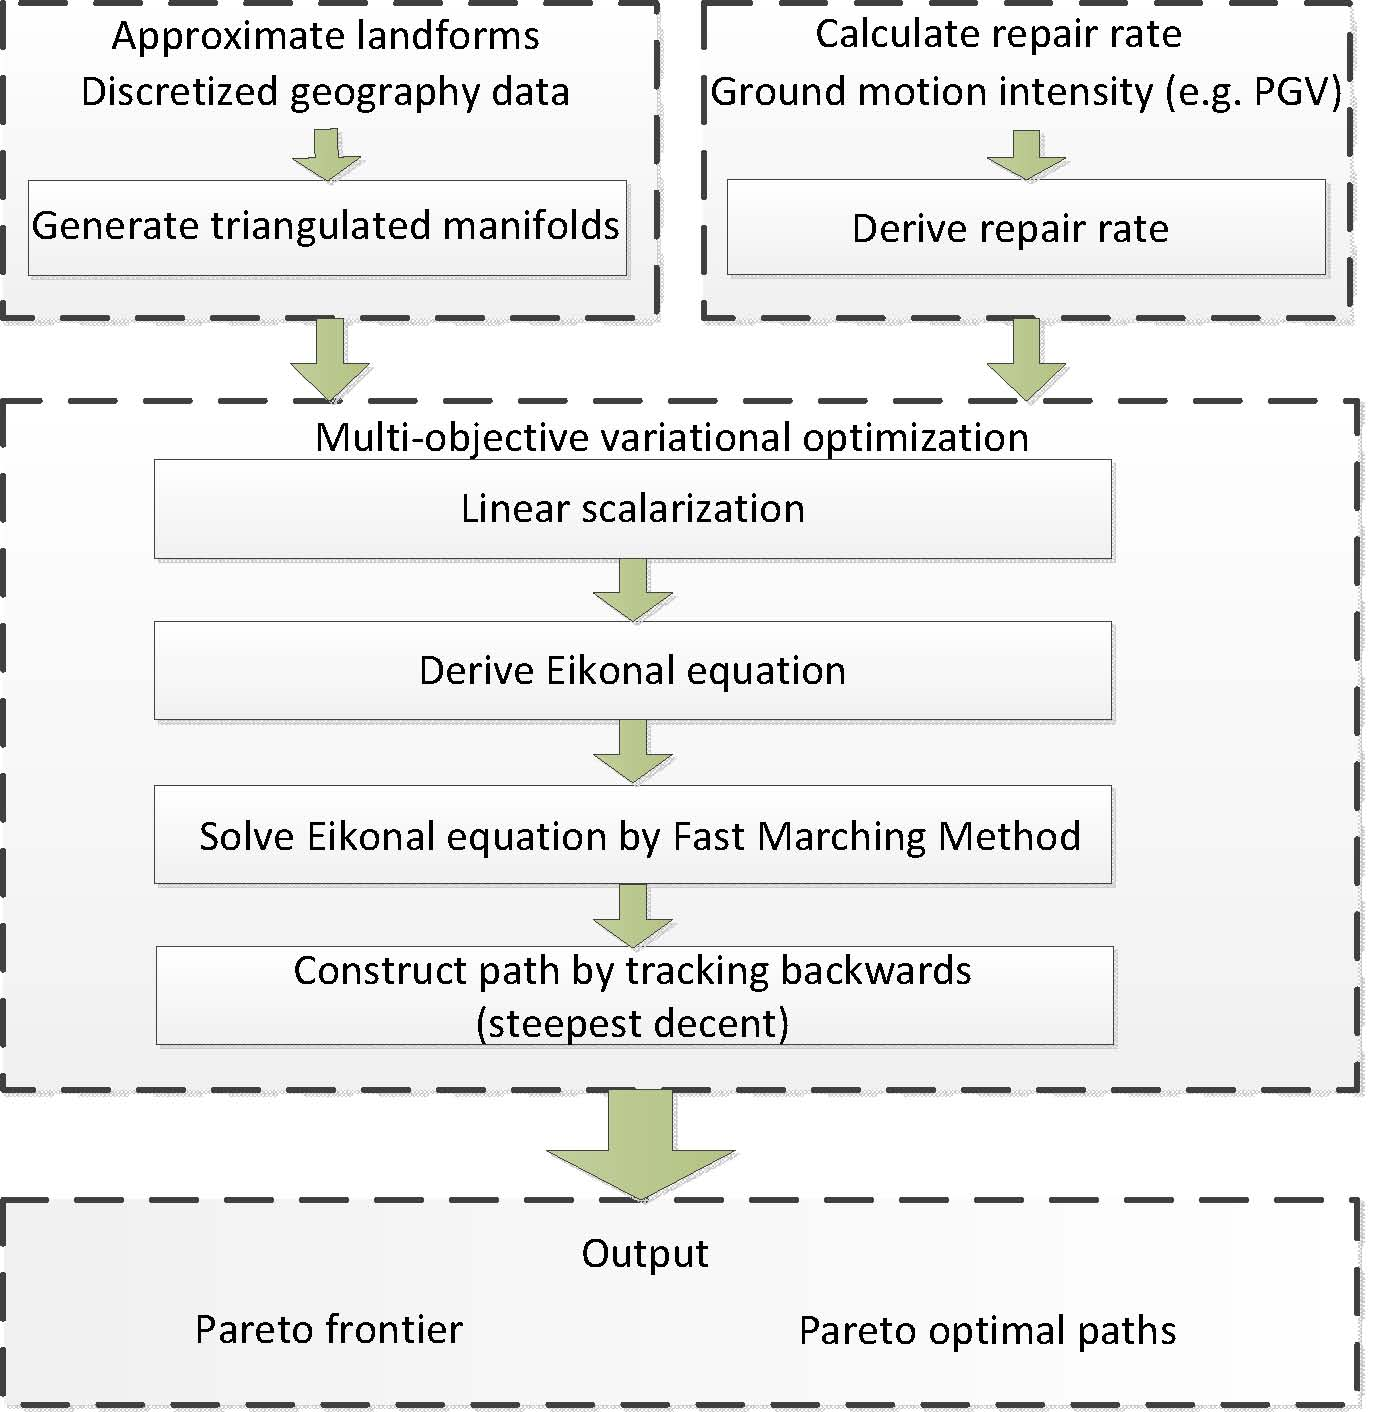 Approximate landforms
Discretized geography data
Generate triangulated manifolds
Calculate repair rate
Ground motion intensity (e.g. PGV)
Derive repair rate
Multi-objective variational optimization
Linear scalarization
Derive Eikonal equation
Solve Eikonal equation by Fast Marching Method
Construct path by tracking backwards
(steepest decent)
Output
Pareto frontier
Pareto optimal paths